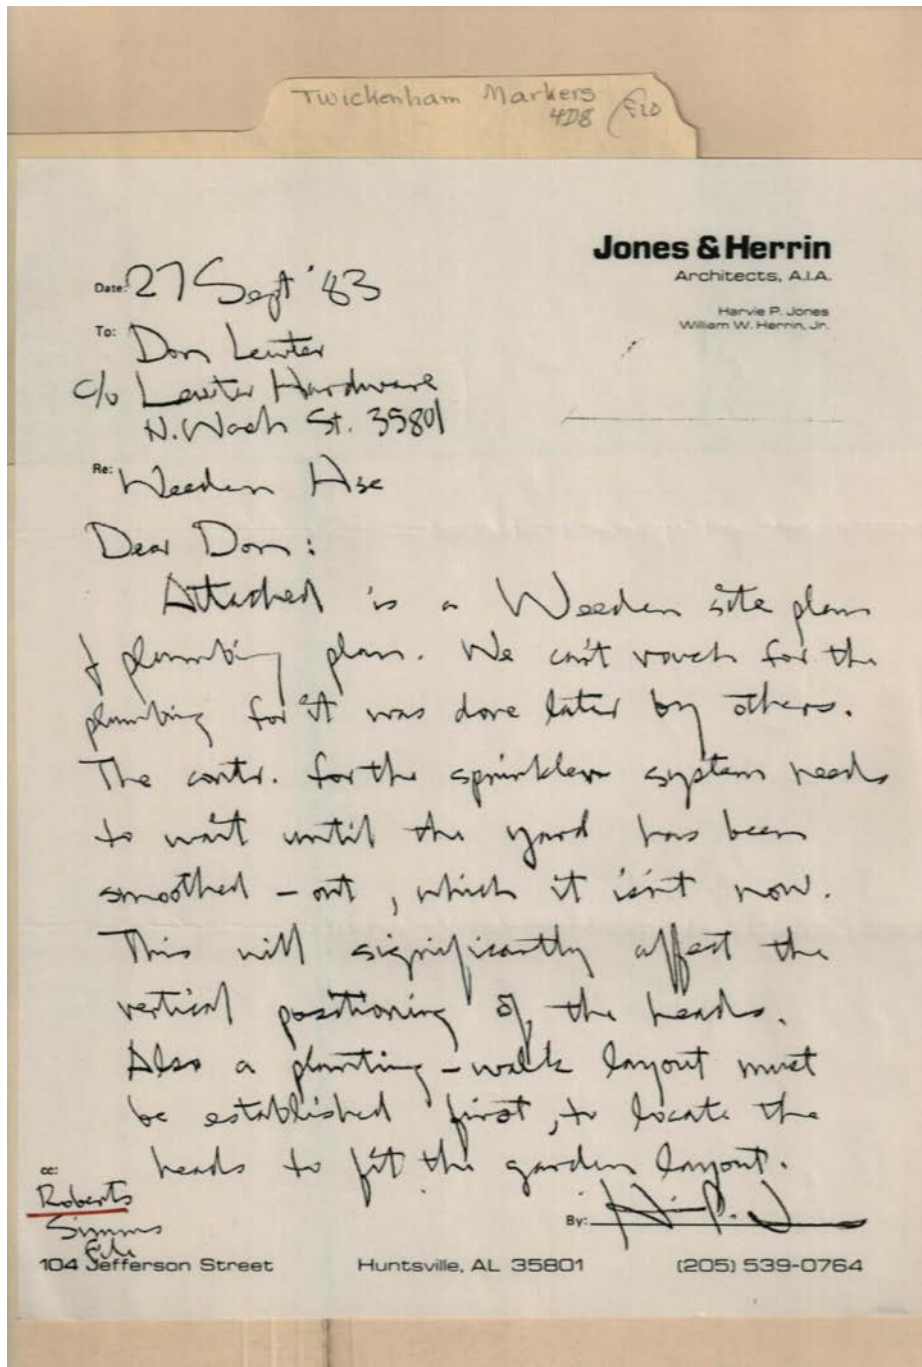 Twickenham Markers
4D8 F20
Jones & Herrin
Architects, A.I.A.
Harvie P. Jones
William W. Herrin, Jr.
Date: 27 Sept '83
To: Don Lewter
c/o Lewter Hardware
N. Wash St. 35801
Re: Weeden Hse
Dear Don:
Attached is a Weeden site plan
& plumbing plan. We can't vouch for the
plumbing for it was done later by others.
The contr. for the sprinkler system needs
to wait until the yard has been
smoothed-out, which it isn't now.
This will significantly affect the
vertical positioning of the heads.
Also a planting-walk layout must
be established first, to locate the
heads to fit the garden layout.
cc:
Roberts
Simms
File
By: Harvie P. J
104 Jefferson Street Huntsville, AL 35801 (205) 539-0764